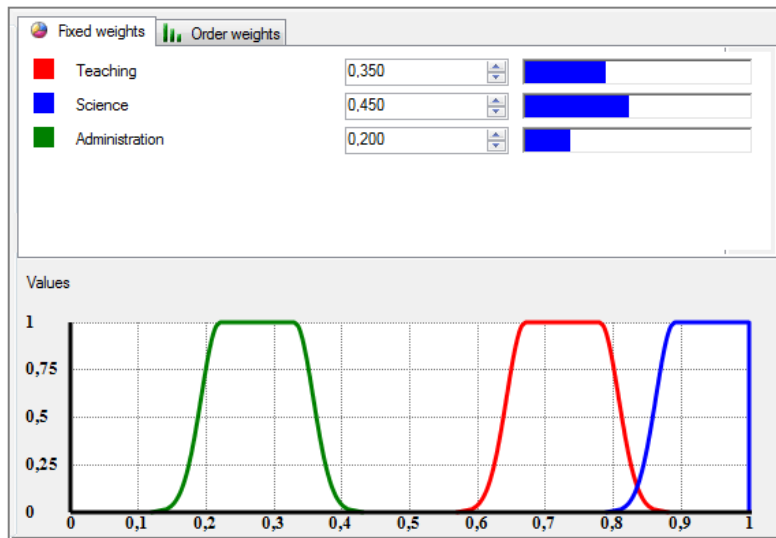 Fixed weights Order weights
Teaching 0,350
Science 0,450
Administration 0,200
Values
1
0,75
0,5
0,25
0
0 0,1 0,2 0,3 0,4 0,5 0,6 0,7 0,8 0,9 1